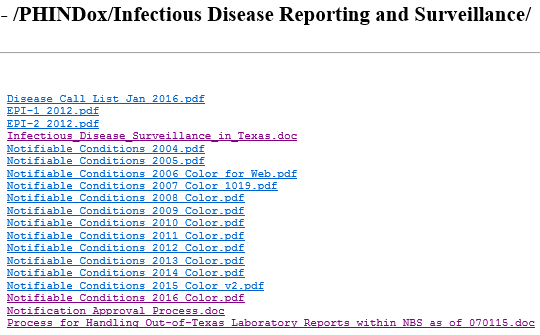 - /PHINDox/Infectious Disease Reporting and Surveillance/
Disease Call List Jan 2016.pdf
EPI-1 2012.pdf
EPI-2 2012.pdf
Infectious_Disease_Surveillance_in_Texas.doc
Notifiable Conditions 2004.pdf
Notifiable Conditions 2005.pdf
Notifiable Conditions 2006 Color for Web.pdf
Notifiable Conditions 2007 Color 1019.pdf
Notifiable Conditions 2008 Color.pdf
Notifiable Conditions 2009 Color.pdf
Notifiable Conditions 2010 Color.pdf
Notifiable Conditions 2011 Color.pdf
Notifiable Conditions 2012 Color.pdf
Notifiable Conditions 2013 Color.pdf
Notifiable Conditions 2014 Color.pdf
Notifiable Conditions 2015 Color v2.pdf
Notifiable Conditions 2016 Color.pdf
Notification Approval Process.doc
Process for Handling Out-of-Texas Laboratory Reports within NBS as of 070115.doc